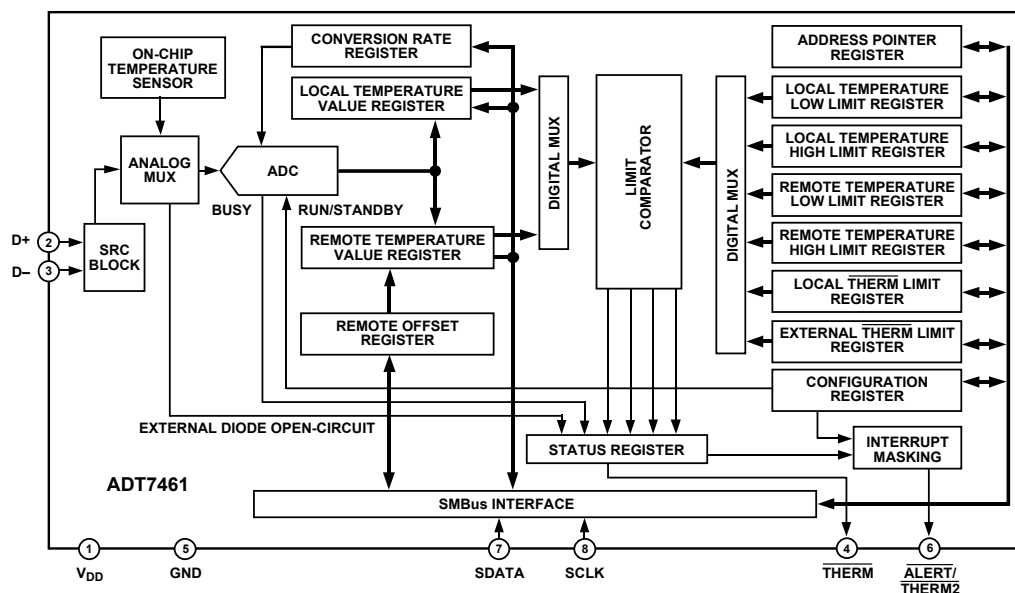 ON-CHIP
TEMPERATURE
SENSOR
CONVERSION RATE
REGISTER
LOCAL TEMPERATURE
VALUE REGISTER
ANALOG
MUX
ADC
BUSY
RUN/STANDBY
D+
2
D–
3
SRC
BLOCK
REMOTE TEMPERATURE
VALUE REGISTER
REMOTE OFFSET
REGISTER
DIGITAL MUX
LIMIT
COMPARATOR
DIGITAL MUX
ADDRESS POINTER
REGISTER
LOCAL TEMPERATURE
LOW LIMIT REGISTER
LOCAL TEMPERATURE
HIGH LIMIT REGISTER
REMOTE TEMPERATURE
LOW LIMIT REGISTER
REMOTE TEMPERATURE
HIGH LIMIT REGISTER
LOCAL THERM LIMIT
REGISTER
EXTERNAL THERM LIMIT
REGISTER
CONFIGURATION
REGISTER
EXTERNAL DIODE OPEN-CIRCUIT
STATUS REGISTER
INTERRUPT
MASKING
ADT7461
SMBus INTERFACE
1
5
7
8
4
6
VDD
GND
SDATA
SCLK
THERM
ALERT/
THERM2